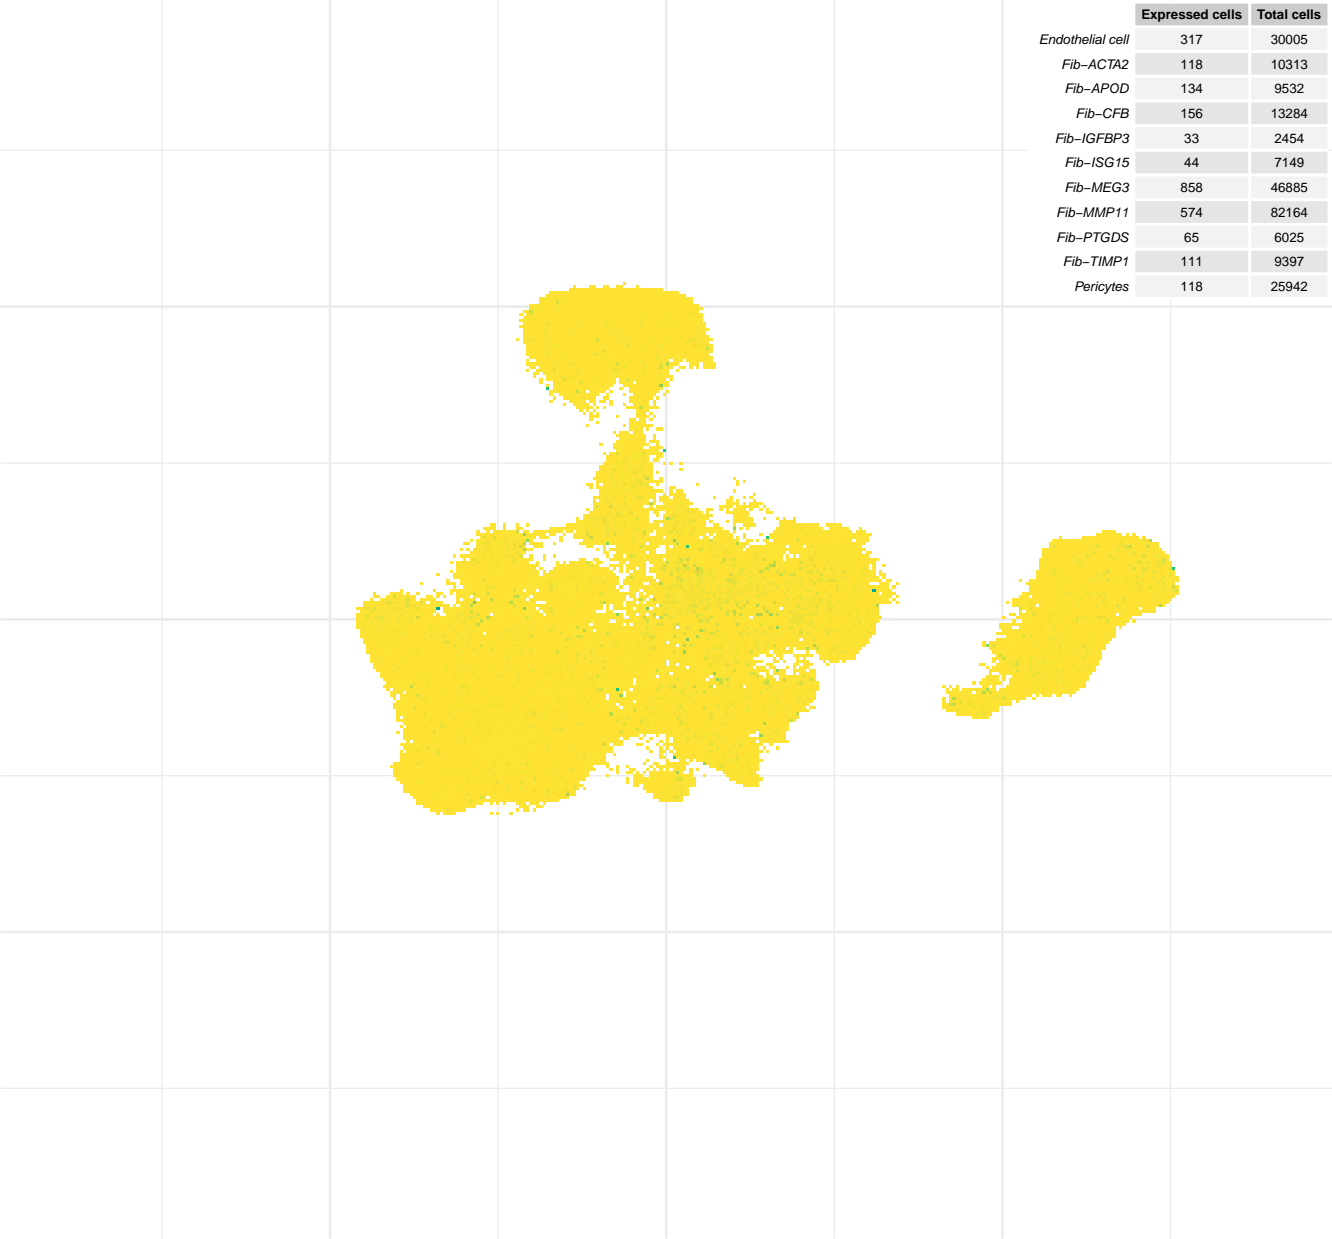 Expressed cells Total cells
Endothelial cell 317 30005
Fib−ACTA2 118 10313
Fib−APOD 134 9532
Fib−CFB 156 13284
Fib−IGFBP3 33 2454
Fib−ISG15 44 7149
Fib−MEG3 858 46885
Fib−MMP11 574 82164
Fib−PTGDS 65 6025
Fib−TIMP1 111 9397
Pericytes 118 25942